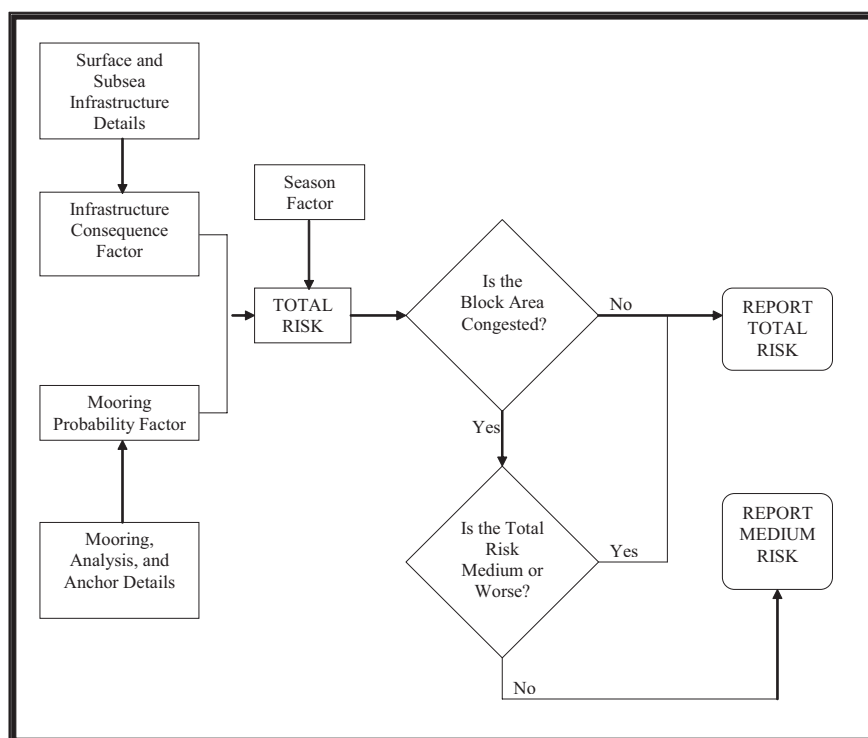 Surface and
Subsea
Infrastructure
Details
Infrastructure
Consequence
Factor
Season
Factor
TOTAL
RISK
Mooring
Probability Factor
Mooring,
Analysis, and
Anchor Details
Is the
Block Area
Congested?
No
REPORT
TOTAL
RISK
Yes
Is the Total
Risk
Medium or
Worse?
Yes
REPORT
MEDIUM
RISK
No